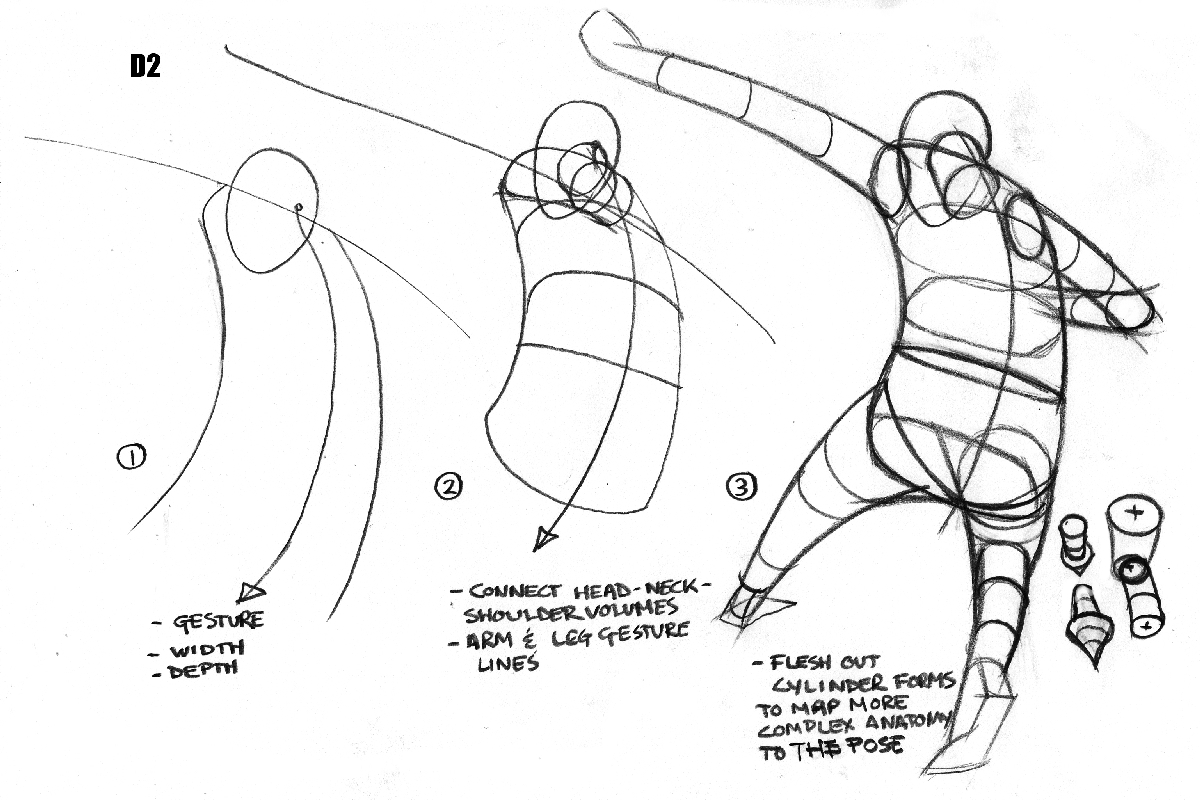 D2
①
- GESTURE
- WIDTH
- DEPTH
②
- CONNECT HEAD-NECK-
SHOULDER VOLUMES
- ARM & LEG GESTURE
LINES
③
- FLESH OUT
CYLINDER FORMS
TO MAP MORE
COMPLEX ANATOMY
TO THE POSE